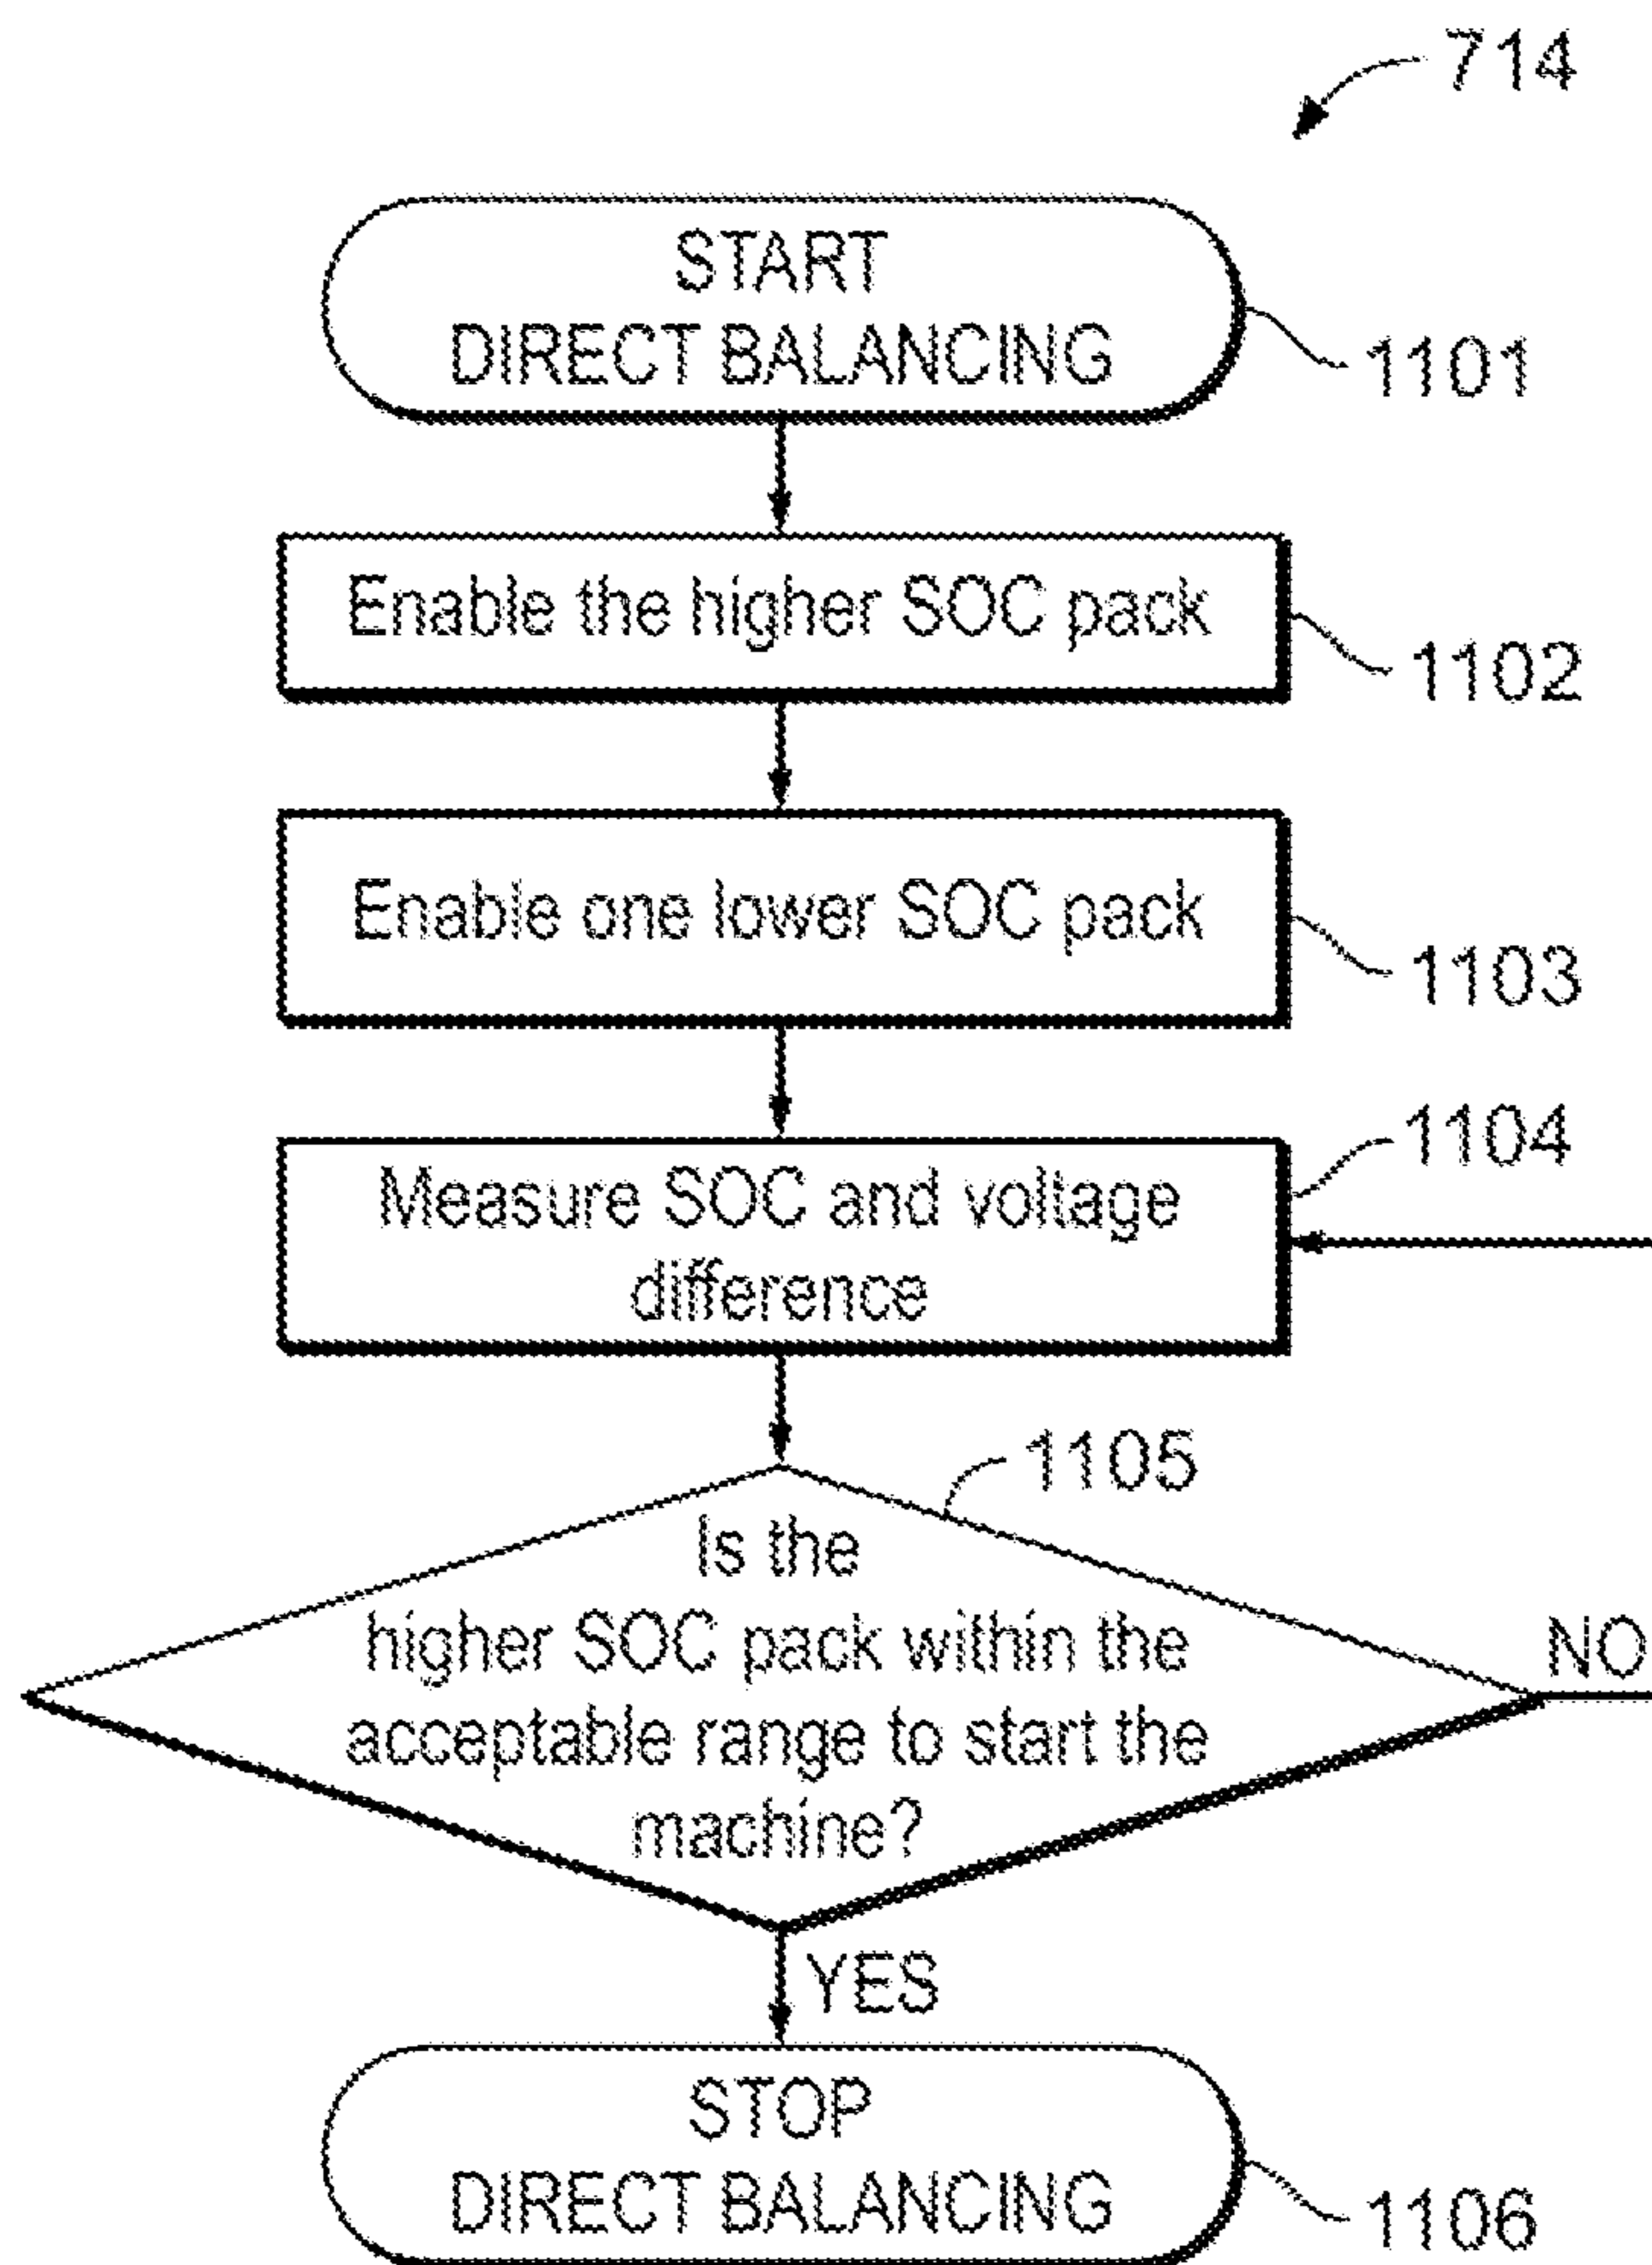 714
START
DIRECT BALANCING
1101
Enable the higher SOC pack
1102
Enable one lower SOC pack
1103
1104
Measure SOC and voltage
difference
1105
Is the
higher SOC pack within the
acceptable range to start the
machine?
NO
YES
STOP
DIRECT BALANCING
1106